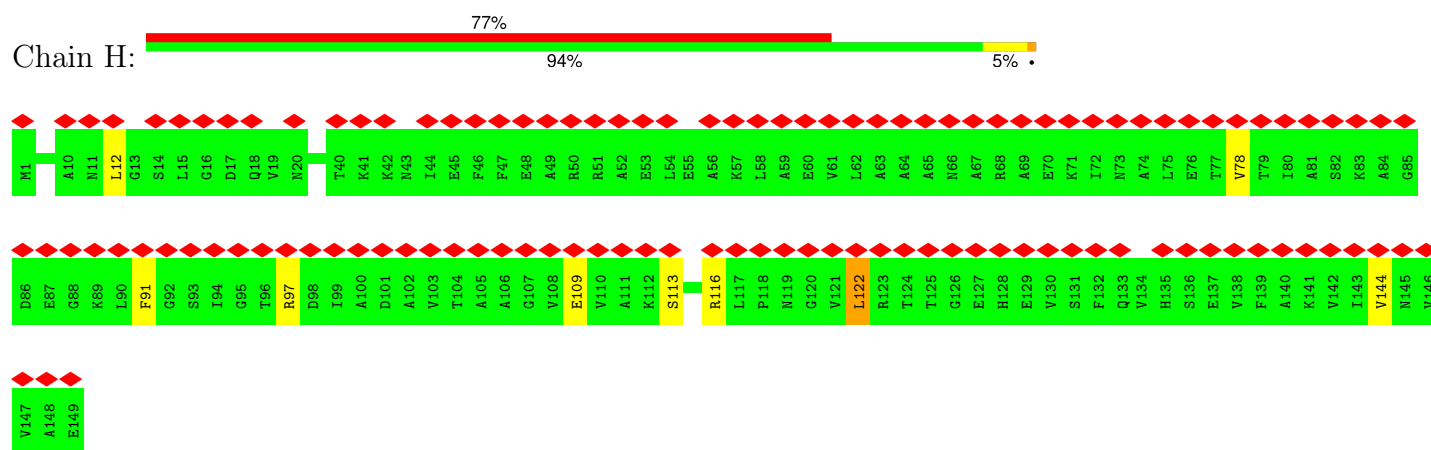 77%
Chain H:
94% 5% •
M1 A10 N11 L12 G13 S14 L15 G16 D17 Q18 V19 N20 T40 K41 K42 N43 I44 E45 F46 F47 E48 A49 R50 R51 A52 E53 L54 E55 A56 K57 L58 A59 E60 V61 L62 A63 A64 A65 N66 A67 R68 A69 E70 K71 I72 N73 A74 L75 E76 T77 V78 T79 I80 A81 S82 K83 A84 G85
D86 E87 G88 K89 L90 F91 G92 S93 I94 G95 T96 R97 D98 I99 A100 D101 A102 V103 T104 A105 A106 G107 V108 E109 V110 A111 K112 S113 R116 L117 P118 N119 G120 V121 L122 R123 T124 T125 G126 E127 H128 E129 V130 S131 F132 Q133 V134 H135 S136 E137 V138 F139 A140 K141 V142 I143 V144 N145
V147 A148 E149